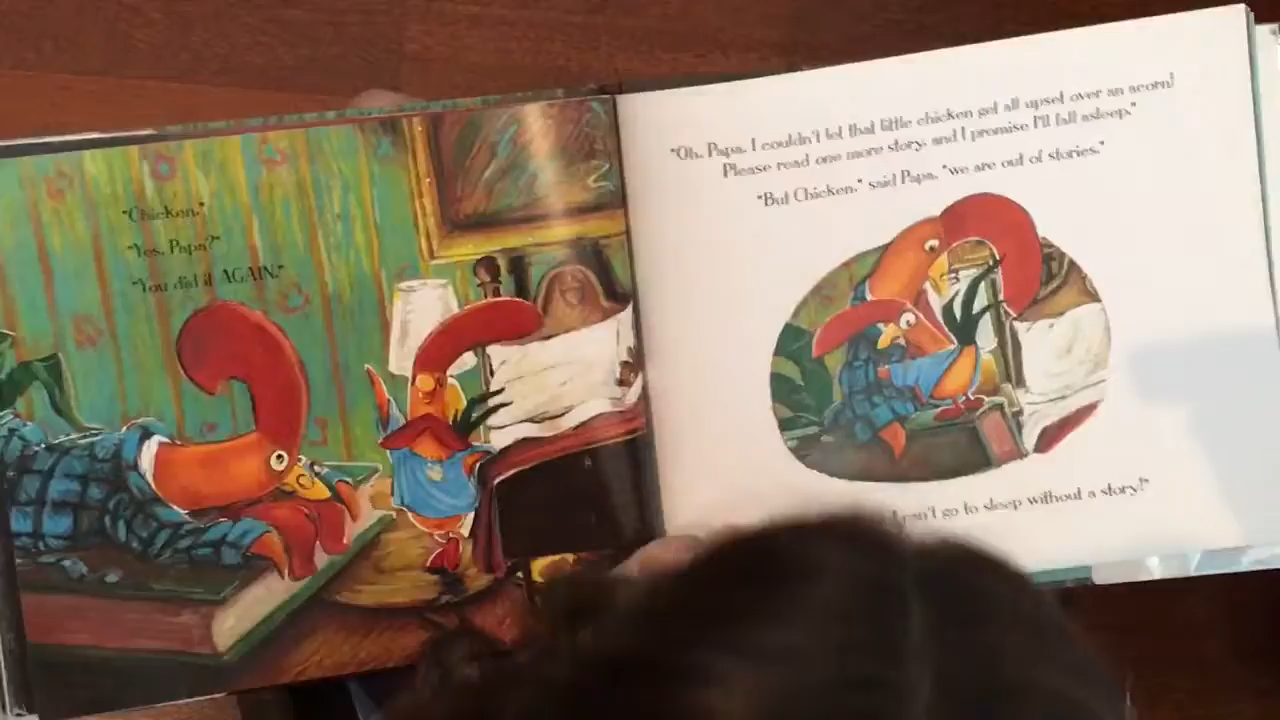 "Chicken."
"Yes, Papa?"
"You did it AGAIN."
"Oh, Papa. I couldn't let that little chicken get all upset over an acorn!
Please read one more story, and I promise I'll fall asleep."
"But Chicken," said Papa, "we are out of stories."
can't go to sleep without a story!"